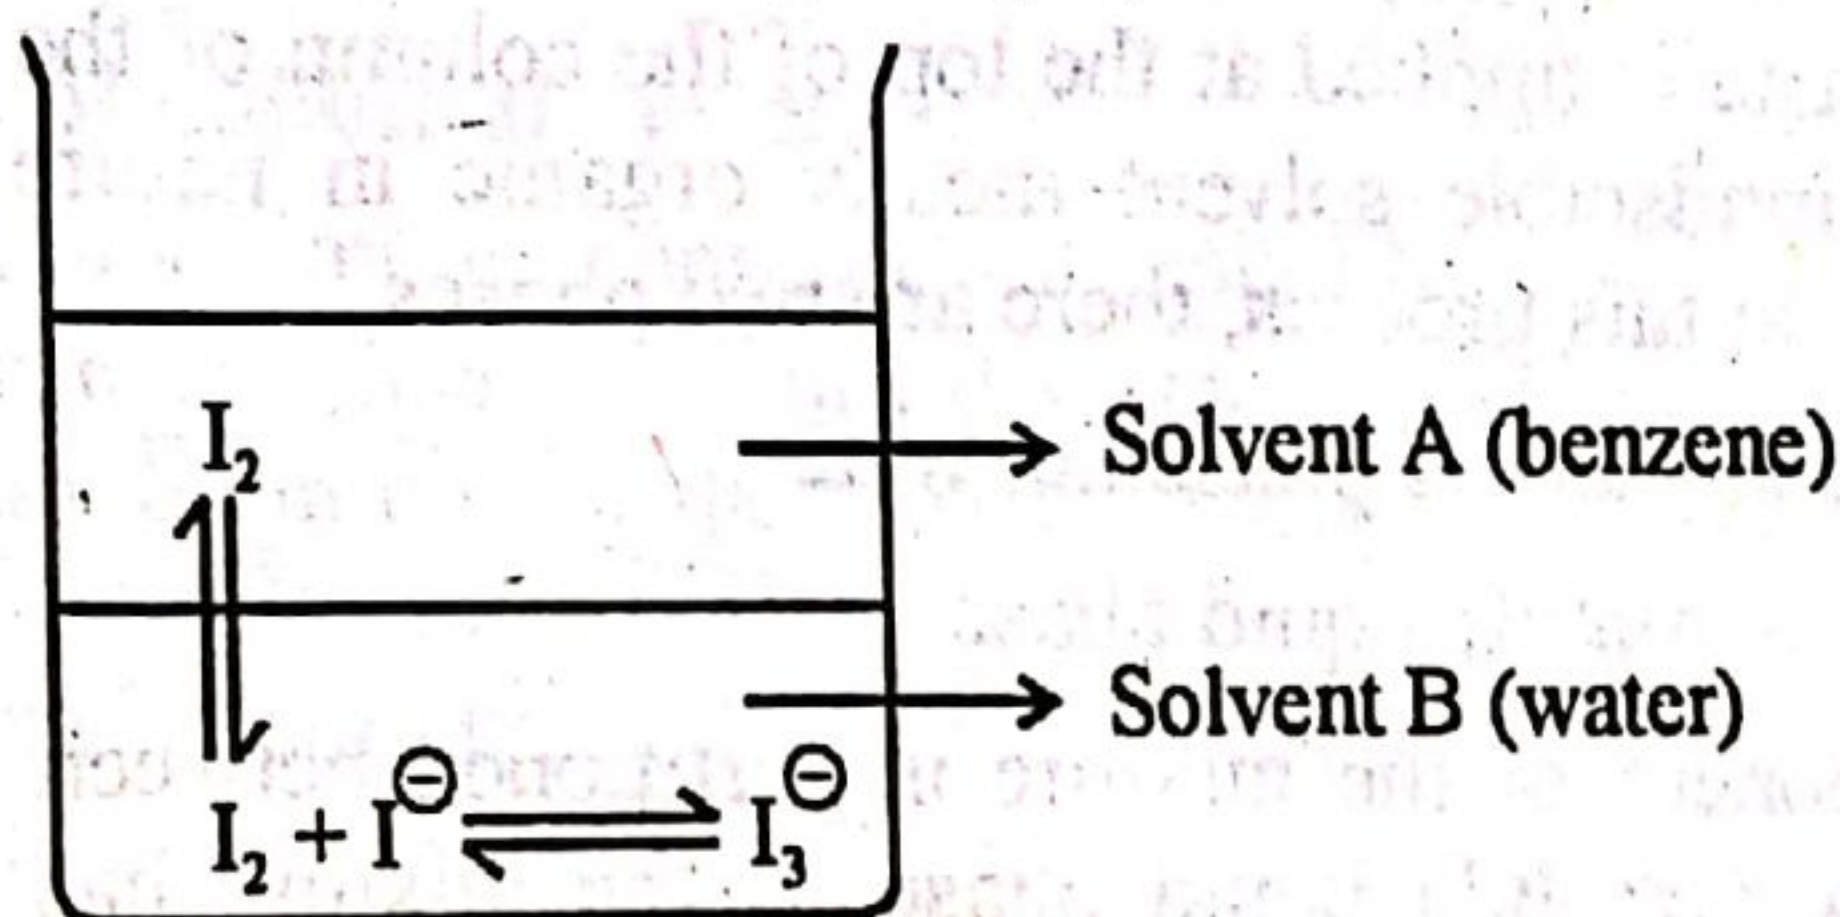 I₂
Solvent A (benzene)
Solvent B (water)
I₂ + I⊖ ⇌ I₃⊖